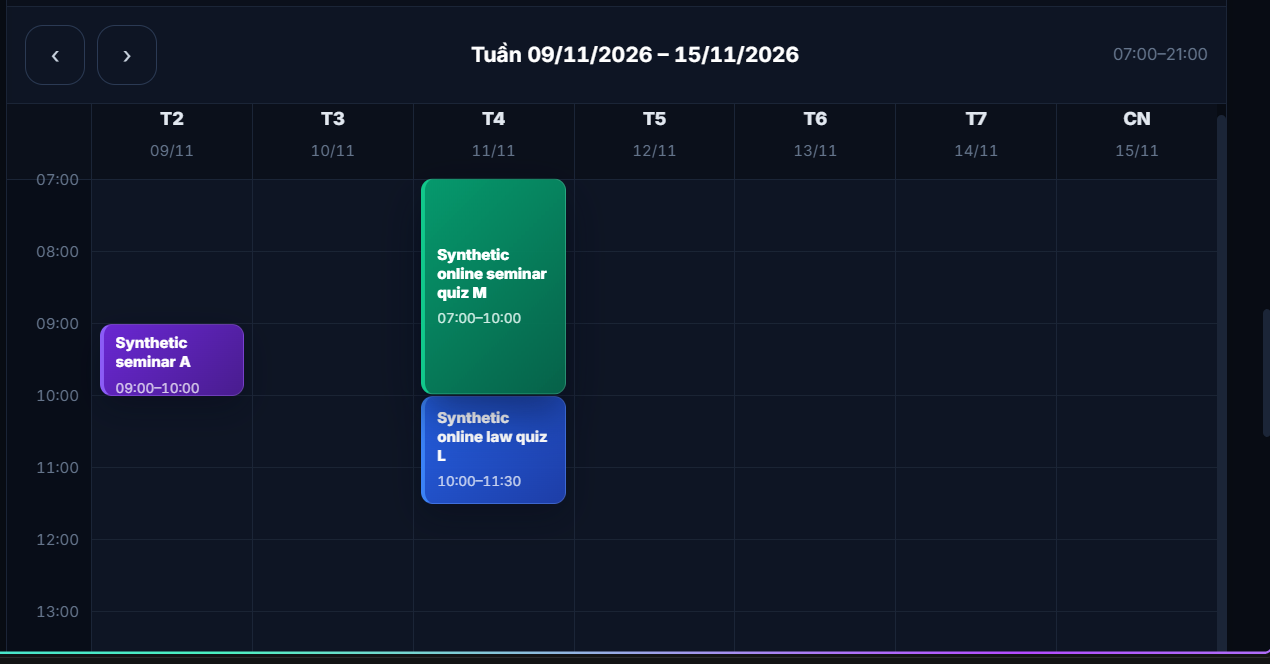 ‹ › Tuần 09/11/2026 – 15/11/2026 07:00–21:00
T2 T3 T4 T5 T6 T7 CN
09/11 10/11 11/11 12/11 13/11 14/11 15/11
07:00
08:00
Synthetic
online seminar
quiz M
07:00–10:00
09:00
Synthetic
seminar A
09:00–10:00
10:00
Synthetic
online law quiz
L
10:00–11:30
11:00
12:00
13:00